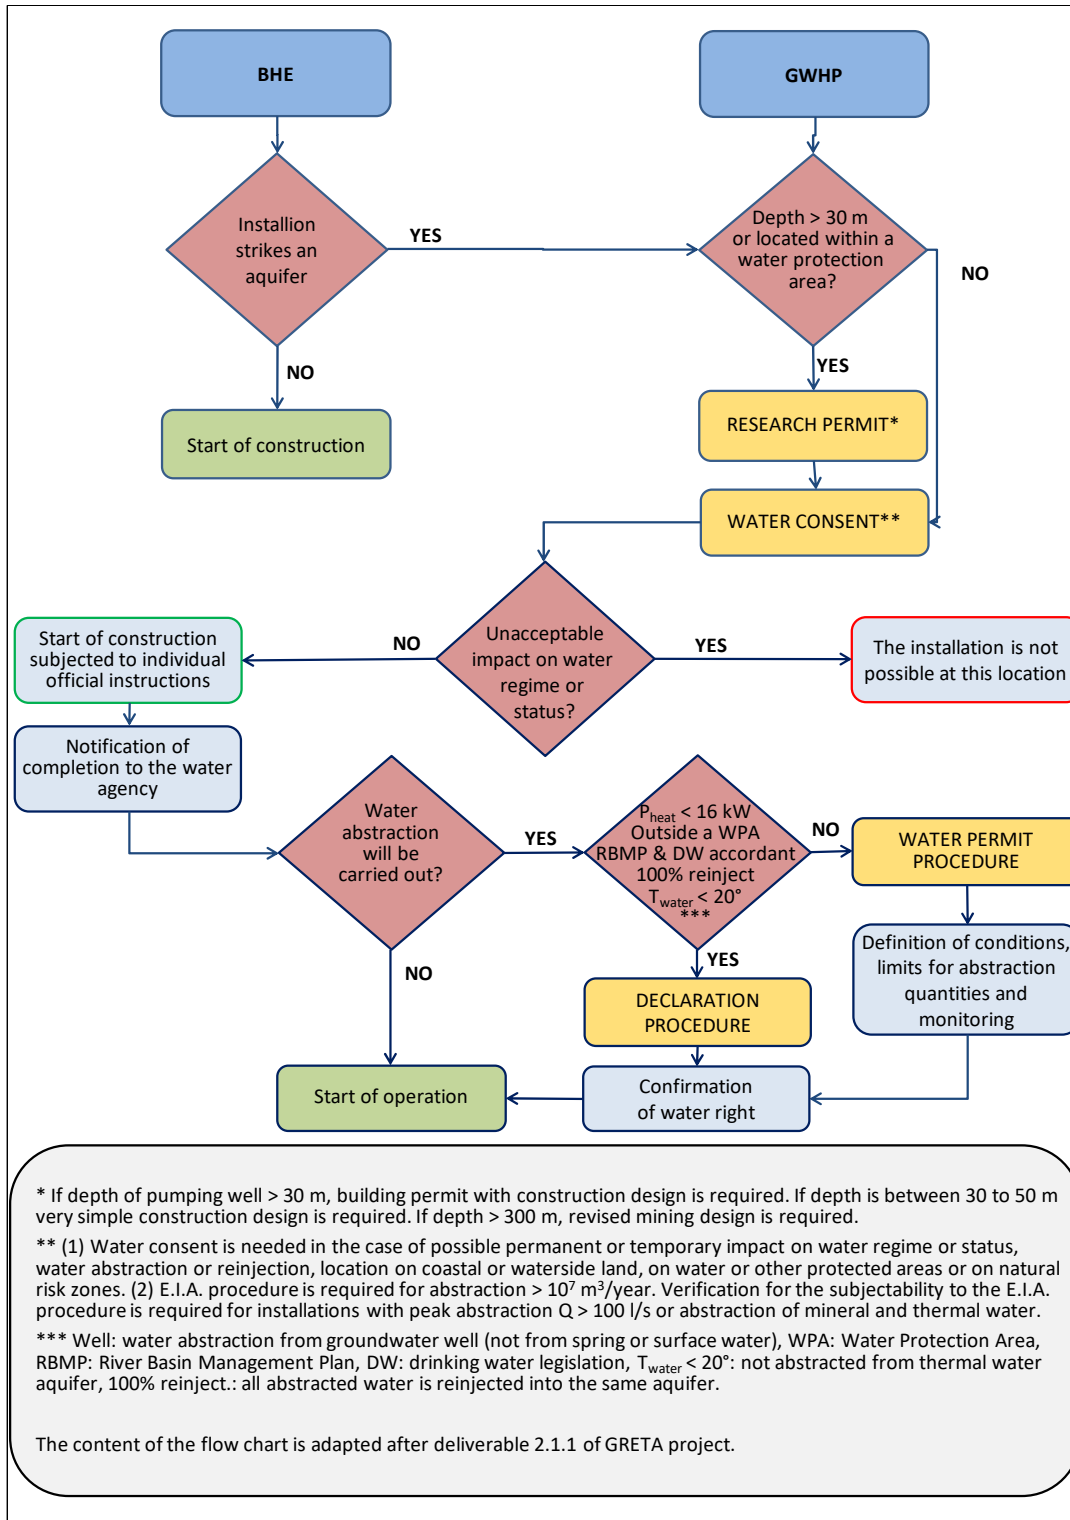 BHE
GWHP
Installion
strikes an
aquifer
YES
Depth > 30 m
or located within a
water protection
area?
NO
NO
YES
Start of construction
RESEARCH PERMIT*
WATER CONSENT**
Unacceptable
impact on water
regime or
status?
NO
YES
Start of construction
subjected to individual
official instructions
The installation is not
possible at this location
Notification of
completion to the water
agency
Water
abstraction
will be
carried out?
YES
P_heat < 16 kW
Outside a WPA
RBMP & DW accordant
100% reinject
T_water < 20°
***
NO
WATER PERMIT
PROCEDURE
NO
YES
Definition of conditions,
limits for abstraction
quantities and
monitoring
DECLARATION
PROCEDURE
Start of operation
Confirmation
of water right
* If depth of pumping well > 30 m, building permit with construction design is required. If depth is between 30 to 50 m
very simple construction design is required. If depth > 300 m, revised mining design is required.
** (1) Water consent is needed in the case of possible permanent or temporary impact on water regime or status,
water abstraction or reinjection, location on coastal or waterside land, on water or other protected areas or on natural
risk zones. (2) E.I.A. procedure is required for abstraction > 10⁷ m³/year. Verification for the subjectability to the E.I.A.
procedure is required for installations with peak abstraction Q > 100 l/s or abstraction of mineral and thermal water.
*** Well: water abstraction from groundwater well (not from spring or surface water), WPA: Water Protection Area,
RBMP: River Basin Management Plan, DW: drinking water legislation, T_water < 20°: not abstracted from thermal water
aquifer, 100% reinject.: all abstracted water is reinjected into the same aquifer.
The content of the flow chart is adapted after deliverable 2.1.1 of GRETA project.